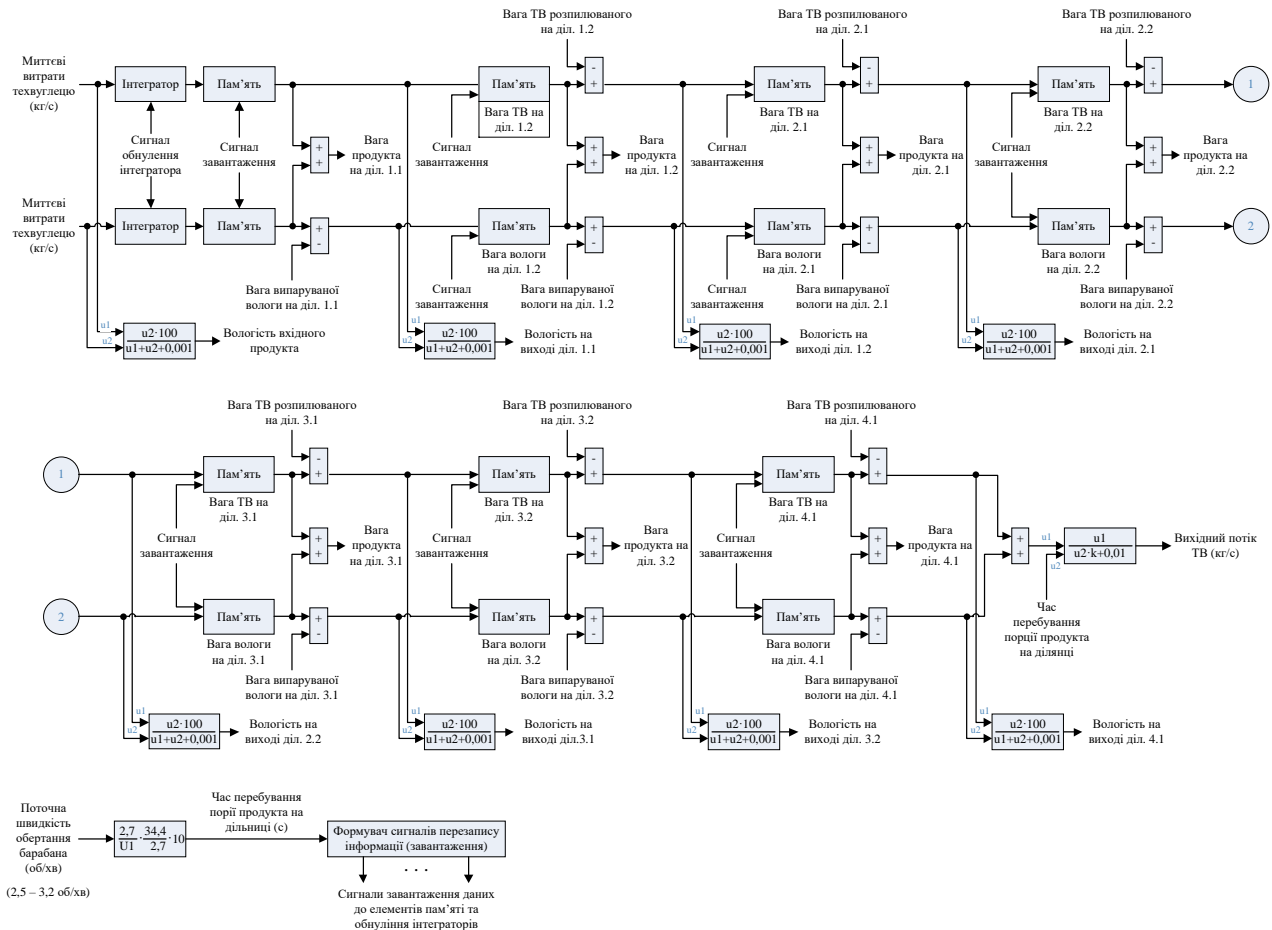 Вага ТВ розпилюваного
на діл. 1.2
Вага ТВ розпилюваного
на діл. 2.1
Вага ТВ розпилюваного
на діл. 2.2
Миттєві
витрати
техвуглецю
(кг/с)
Інтегратор
Пам’ять
Пам’ять
Вага ТВ на
діл. 1.2
-
+
Пам’ять
Вага ТВ на
діл. 2.1
-
+
Пам’ять
Вага ТВ на
діл. 2.2
-
+
1
Сигнал
обнулення
інтегратора
Сигнал
завантаження
+
+
Вага
продукта
на діл. 1.1
Сигнал
завантаження
+
+
Вага
продукта
на діл. 1.2
Сигнал
завантаження
+
+
Вага
продукта на
діл. 2.1
Сигнал
завантаження
+
+
Вага
продукта на
діл. 2.2
Миттєві
витрати
техвуглецю
(кг/с)
Інтегратор
Пам’ять
+
-
Пам’ять
Вага вологи
на діл. 1.2
+
-
Пам’ять
Вага вологи
на діл. 2.1
+
-
Пам’ять
Вага вологи
на діл. 2.2
+
-
2
Вага випаруваної
вологи на діл. 1.1
Сигнал
завантаження
Вага випаруваної
вологи на діл. 1.2
Сигнал
завантаження
Вага випаруваної
вологи на діл. 2.1
Вага випаруваної
вологи на діл. 2.2
u1
u2
u2·100
u1+u2+0,001
Вологість вхідного
продукта
u1
u2
u2·100
u1+u2+0,001
Вологість на
виході діл. 1.1
u1
u2
u2·100
u1+u2+0,001
Вологість на
виході діл. 1.2
u1
u2
u2·100
u1+u2+0,001
Вологість на
виході діл. 2.1
Вага ТВ розпилюваного
на діл. 3.1
Вага ТВ розпилюваного
на діл. 3.2
Вага ТВ розпилюваного
на діл. 4.1
1
Пам’ять
Вага ТВ на
діл. 3.1
-
+
Пам’ять
Вага ТВ на
діл. 3.2
-
+
Пам’ять
Вага ТВ на
діл. 4.1
-
+
Сигнал
завантаження
+
+
Вага
продукта
на діл. 3.1
Сигнал
завантаження
+
+
Вага
продукта на
діл. 3.2
Сигнал
завантаження
+
+
Вага
продукта на
діл. 4.1
+
+
u1
u2
u1
u2·k+0,01
Вихідний потік
ТВ (кг/с)
Час
перебування
порції продукта
на ділянці
2
Пам’ять
Вага вологи
на діл. 3.1
+
-
Пам’ять
Вага вологи
на діл. 3.2
+
-
Пам’ять
Вага вологи
на діл. 4.1
+
-
Вага випаруваної
вологи на діл. 3.1
Вага випаруваної
вологи на діл. 3.2
Вага випаруваної
вологи на діл. 4.1
u1
u2
u2·100
u1+u2+0,001
Вологість на
виході діл. 2.2
u1
u2
u2·100
u1+u2+0,001
Вологість на
виході діл.3.1
u1
u2
u2·100
u1+u2+0,001
Вологість на
виході діл. 3.2
u1
u2
u2·100
u1+u2+0,001
Вологість на
виході діл. 4.1
Поточна
швидкість
обертання
барабана
(об/хв)
(2,5 – 3,2 об/хв)
2,7 · 34,4 ·10
U1 2,7
Час перебування
порії продукта на
дільниці (с)
Формувач сигналів перезапису
інформації (завантаження)
. . .
Сигнали завантаження даних
до елементів пам’яті та
обнуління інтеграторів